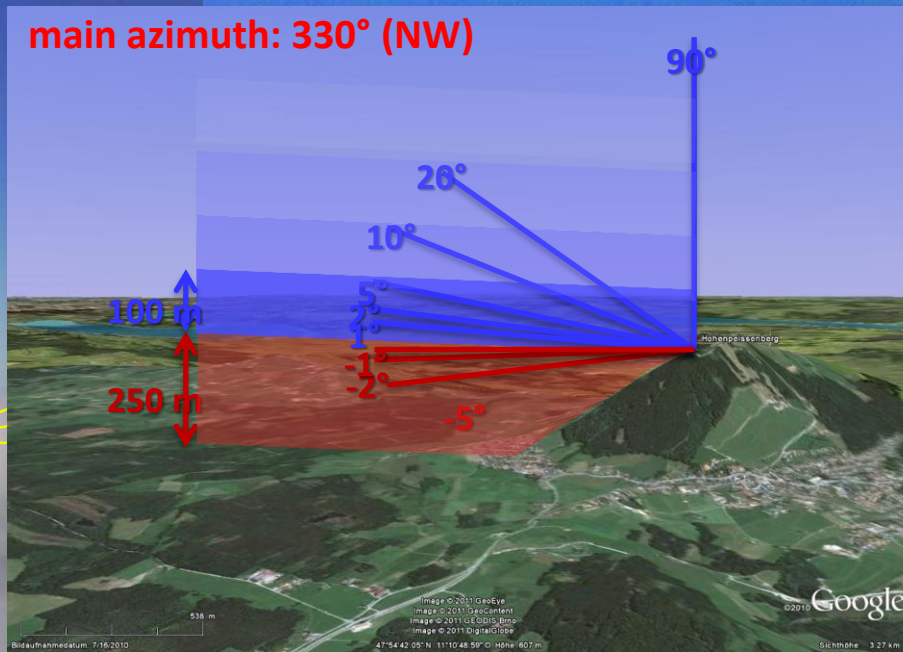 main azimuth: 330° (NW)
90°
20°
10°
5°
2°
1°
100 m
Hohenpeissenberg
-1°
-2°
250 m
-5°
538 m
Image © 2011 GeoEye
Image © 2011 GeoContent
Image © 2011 GEODIS Brno
Image © 2011 DigitalGlobe
©2010 Google
Bildaufnahmedatum: 7/16/2010
47°54'42.05" N 11°10'48.59" O Höhe 607 m
Sichthöhe 3.27 km